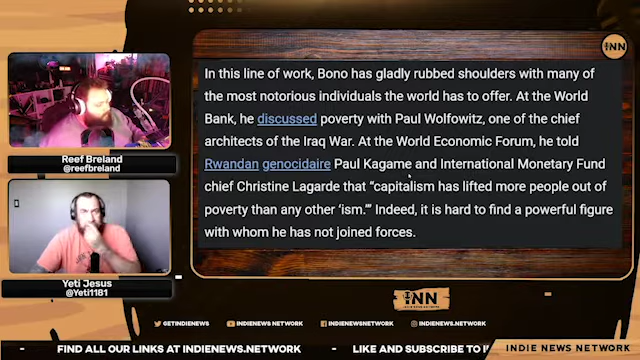 INN
In this line of work, Bono has gladly rubbed shoulders with many of
the most notorious individuals the world has to offer. At the World
Bank, he discussed poverty with Paul Wolfowitz, one of the chief
architects of the Iraq War. At the World Economic Forum, he told
Rwandan genocidaire Paul Kagame and International Monetary Fund
chief Christine Lagarde that “capitalism has lifted more people out of
poverty than any other ‘ism.’” Indeed, it is hard to find a powerful figure
with whom he has not joined forces.
Reef Breland
@reefbreland
Yeti Jesus
@Yeti1181
INN
GETINDIENEWS
INDIENEWS NETWORK
INDIENEWS NETWORK
INDIENEWS.NETWORK
- FIND ALL OUR LINKS AT INDIENEWS.NETWORK - LIKE AND SUBSCRIBE TO
INDIE NEWS NETWORK